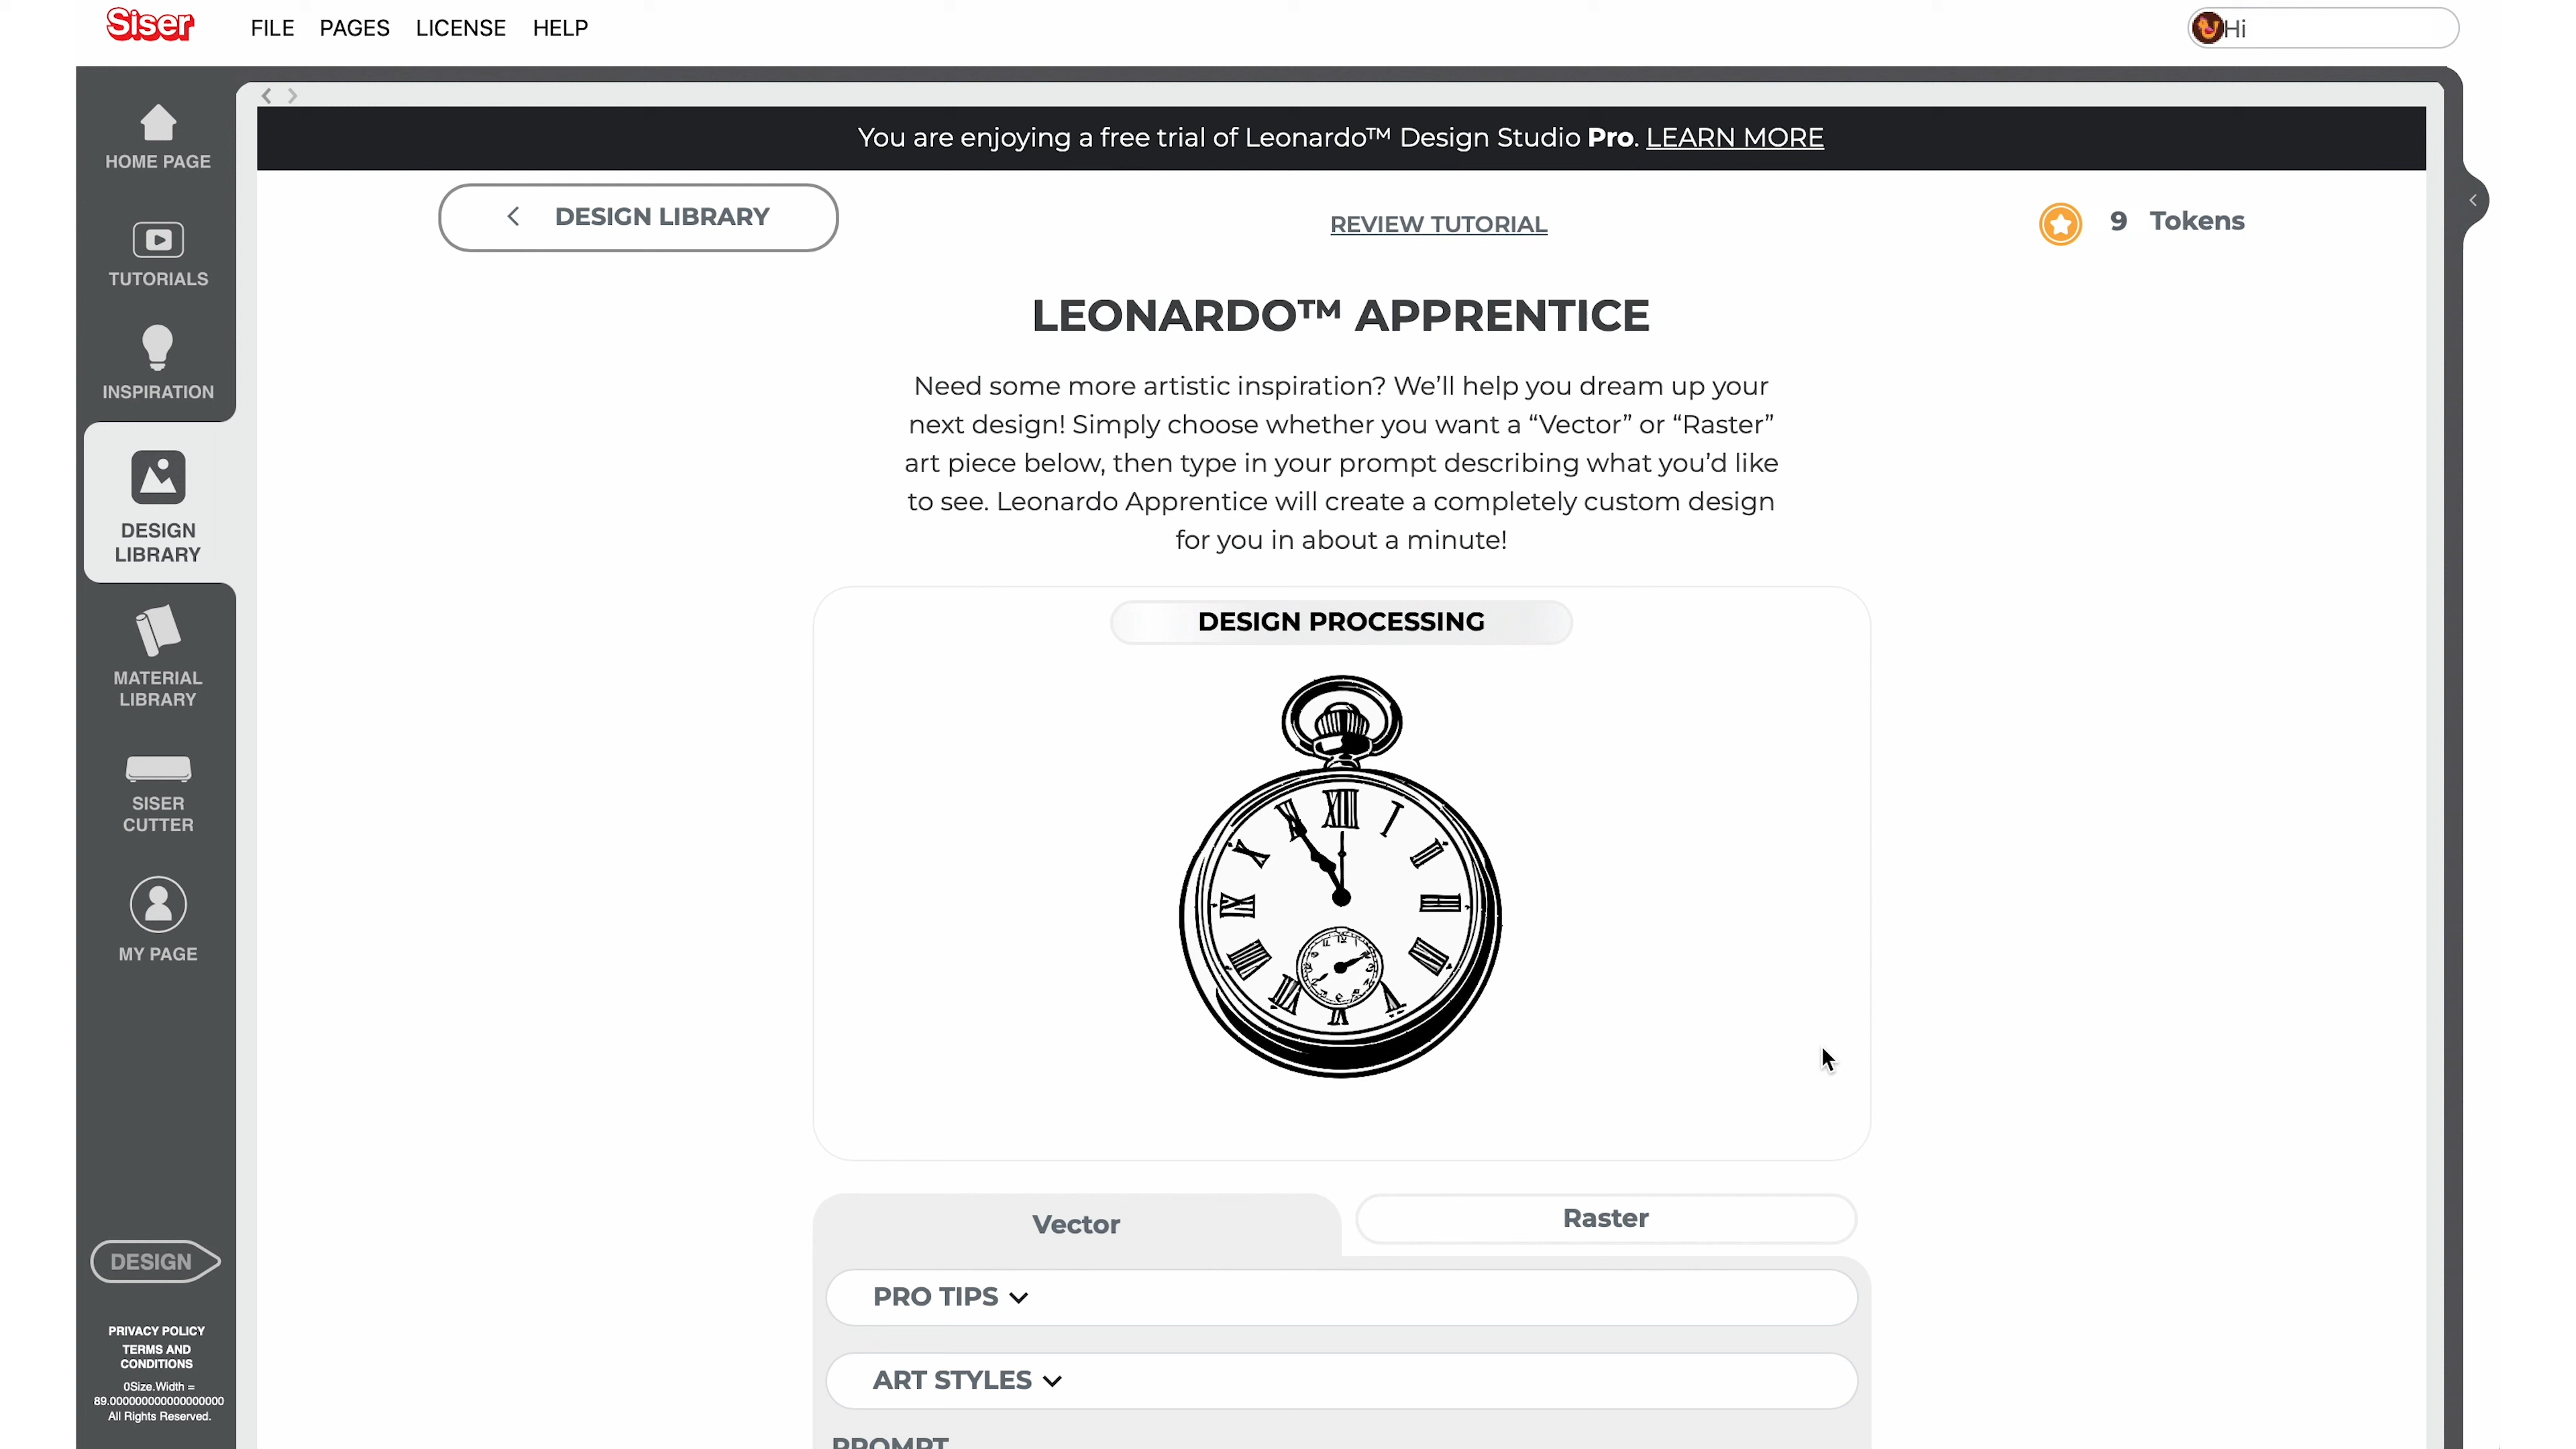 Siser
FILE PAGES LICENSE HELP
Hi
HOME PAGE
TUTORIALS
INSPIRATION
DESIGN
LIBRARY
MATERIAL
LIBRARY
SISER
CUTTER
MY PAGE
DESIGN
PRIVACY POLICY
TERMS AND
CONDITIONS
0Size.Width =
89.000000000000000000
All Rights Reserved.
You are enjoying a free trial of Leonardo™ Design Studio Pro. LEARN MORE
DESIGN LIBRARY
REVIEW TUTORIAL
9 Tokens
LEONARDO™ APPRENTICE
Need some more artistic inspiration? We’ll help you dream up your
next design! Simply choose whether you want a “Vector” or “Raster”
art piece below, then type in your prompt describing what you’d like
to see. Leonardo Apprentice will create a completely custom design
for you in about a minute!
DESIGN PROCESSING
Vector
Raster
PRO TIPS
ART STYLES
PROMPT